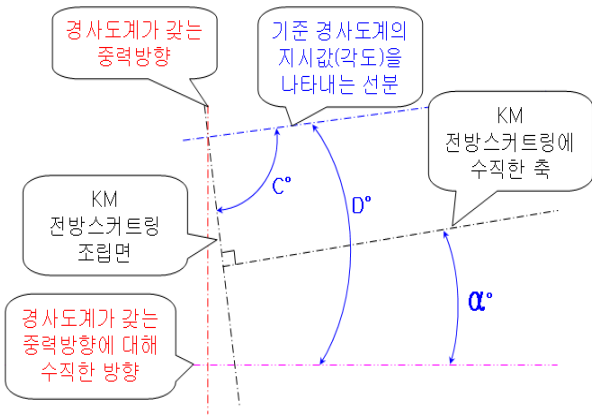 경사도계가 갖는
중력방향
기준 경사도계의
지시값(각도)을
나타내는 선분
KM
전방스커트링에
수직한 축
C°
D°
KM
전방스커트링
조립면
α°
경사도계가 갖는
중력방향에 대해
수직한 방향